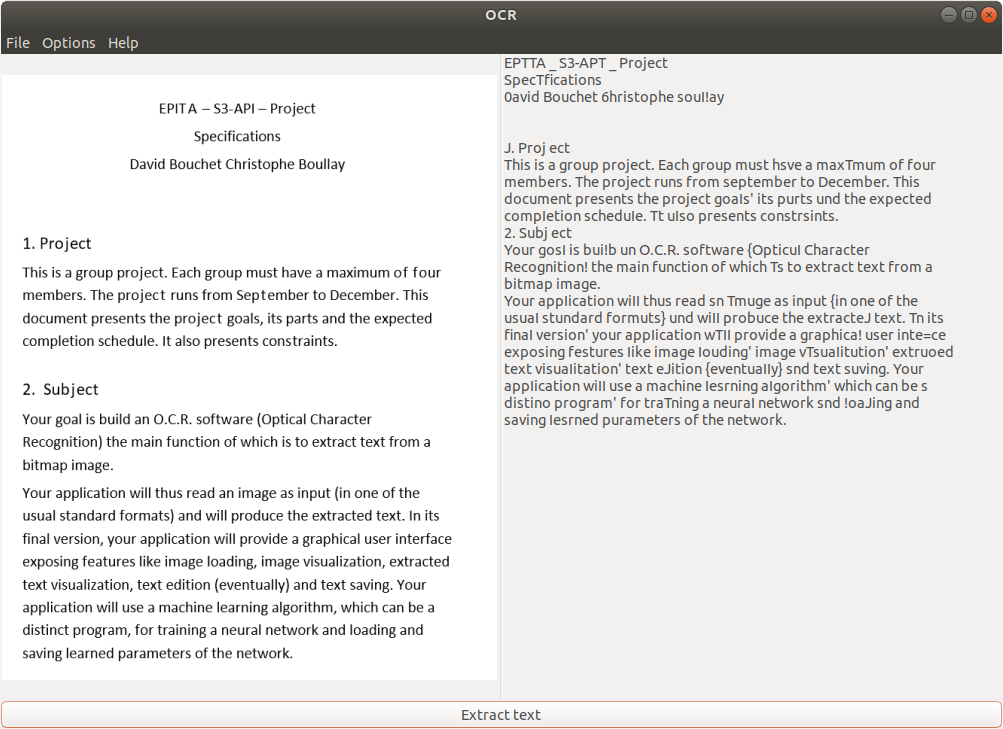 OCR
File Options Help
EPITA – S3-API – Project
Specifications
David Bouchet Christophe Boullay
1. Project
This is a group project. Each group must have a maximum of four
members. The project runs from September to December. This
document presents the project goals, its parts and the expected
completion schedule. It also presents constraints.
2. Subject
Your goal is build an O.C.R. software (Optical Character
Recognition) the main function of which is to extract text from a
bitmap image.
Your application will thus read an image as input (in one of the
usual standard formats) and will produce the extracted text. In its
final version, your application will provide a graphical user interface
exposing features like image loading, image visualization, extracted
text visualization, text edition (eventually) and text saving. Your
application will use a machine learning algorithm, which can be a
distinct program, for training a neural network and loading and
saving learned parameters of the network.
EPTTA _ S3-APT _ Project
SpecTfications
0avid Bouchet 6hristophe souI!ay
J. Proj ect
This is a group project. Each group must hsve a maxTmum of four
members. The project runs from september to December. This
document presents the project goaIs' its purts und the expected
compIetion scheduIe. Tt uIso presents constrsints.
2. Subj ect
Your gosI is bui!b un O.C.R. software {OpticuI Character
Recognition! the main function of which Ts to extract text from a
bitmap image.
Your appIication wiII thus read sn Tmuge as input {in one of the
usuaI stundard formuts} und wiII produce the extracteJ text. Tn its
finaI version' your appIication wTII provide a graphica! user inte=ce
exposing features Iike image Iouding' image vTsuaIitution' extruoed
text visuaIitation' text eJition {eventuaIIy} snd text suving. Your
appIication wiII use a machine Iesrning aIgorithm' which can be s
distino program' for traTning a neuraI network snd !oaJing and
saving Iesrned purameters of the network.
Extract text